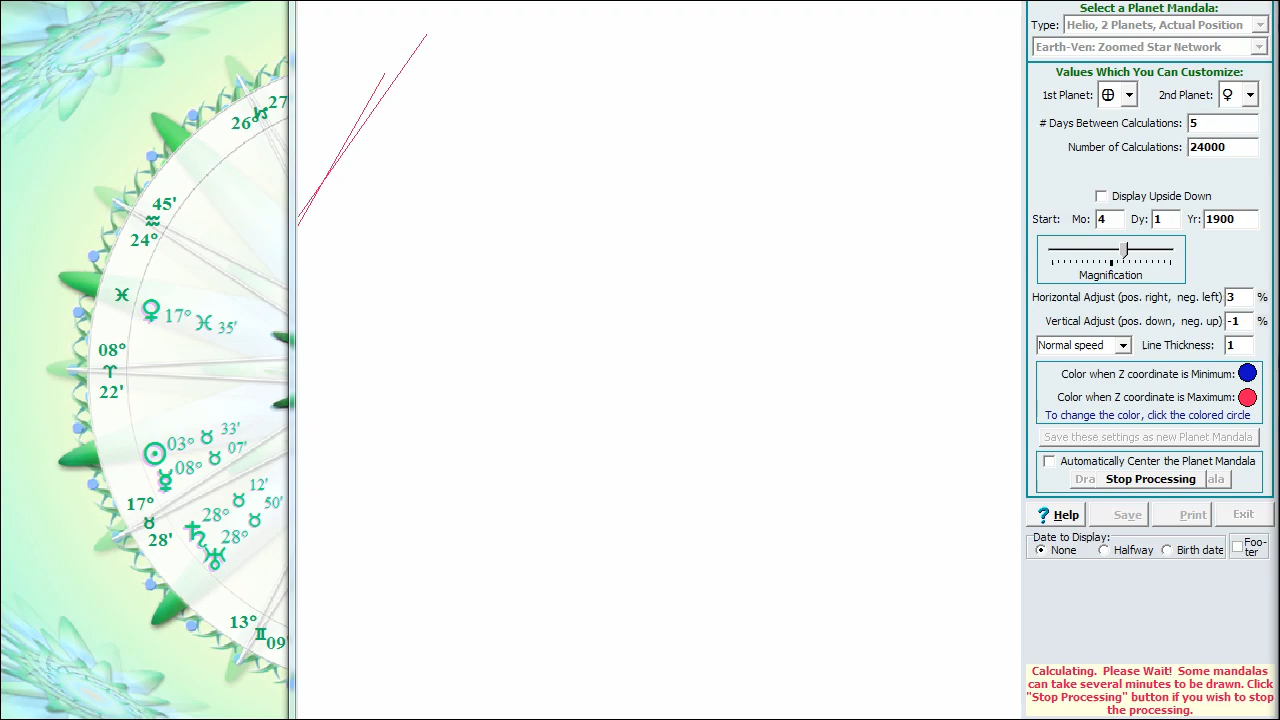 27
26°
45'
24°
♒
♓
♀ 17° ♓ 35'
08°
♈
22'
☉ 03° ♉ 33'
☿ 08° ♉ 07'
17°
♉
28'
♄ 28° ♉ 12'
♅ 28° ♉ 50'
13°
♊
09'
Select a Planet Mandala:
Type: Helio, 2 Planets, Actual Position
Earth-Ven: Zoomed Star Network
Values Which You Can Customize:
1st Planet: ⊕ 2nd Planet: ♀
# Days Between Calculations: 5
Number of Calculations: 24000
Display Upside Down
Start: Mo: 4 Dy: 1 Yr: 1900
Magnification
Horizontal Adjust (pos. right, neg. left) 3 %
Vertical Adjust (pos. down, neg. up) -1 %
Normal speed Line Thickness: 1
Color when Z coordinate is Minimum:
Color when Z coordinate is Maximum:
To change the color, click the colored circle
Save these settings as new Planet Mandala
Automatically Center the Planet Mandala
Dra Stop Processing ala
? Help Save Print Exit
Date to Display:
None Halfway Birth date
Foo-
ter
Calculating. Please Wait! Some mandalas
can take several minutes to be drawn. Click
"Stop Processing" button if you wish to stop
the processing.